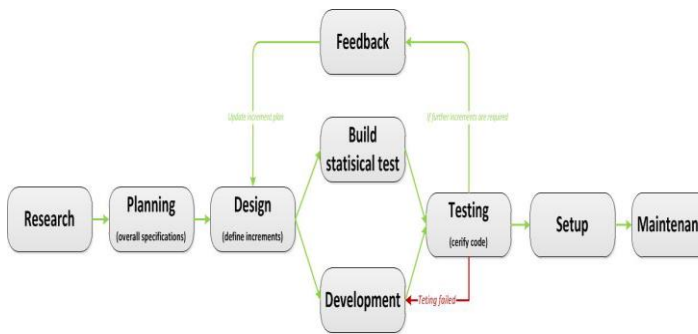 Feedback
Update increment plan
If further increments are required
Build
statisical test
Research
Planning
(overall specifications)
Design
(define increments)
Testing
(cerify code)
Setup
Maintenan
Development
Teting failed